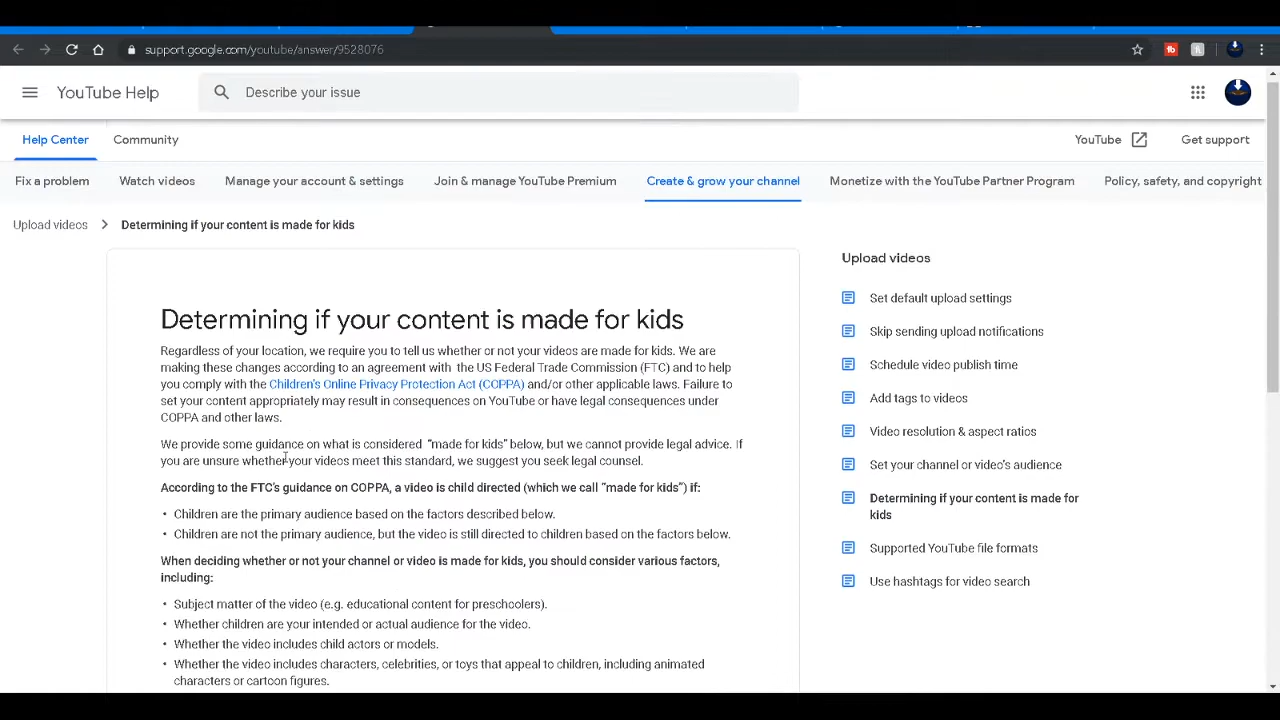 support.google.com/youtube/answer/9528076
YouTube Help
Describe your issue
Help Center
Community
YouTube
Get support
Fix a problem
Watch videos
Manage your account & settings
Join & manage YouTube Premium
Create & grow your channel
Monetize with the YouTube Partner Program
Policy, safety, and copyright
Upload videos
Determining if your content is made for kids
Determining if your content is made for kids
Regardless of your location, we require you to tell us whether or not your videos are made for kids. We are
making these changes according to an agreement with the US Federal Trade Commission (FTC) and to help
you comply with the Children's Online Privacy Protection Act (COPPA) and/or other applicable laws. Failure to
set your content appropriately may result in consequences on YouTube or have legal consequences under
COPPA and other laws.
We provide some guidance on what is considered "made for kids" below, but we cannot provide legal advice. If
you are unsure whether your videos meet this standard, we suggest you seek legal counsel.
According to the FTC's guidance on COPPA, a video is child directed (which we call "made for kids") if:
• Children are the primary audience based on the factors described below.
• Children are not the primary audience, but the video is still directed to children based on the factors below.
When deciding whether or not your channel or video is made for kids, you should consider various factors,
including:
• Subject matter of the video (e.g. educational content for preschoolers).
• Whether children are your intended or actual audience for the video.
• Whether the video includes child actors or models.
• Whether the video includes characters, celebrities, or toys that appeal to children, including animated
characters or cartoon figures.
Upload videos
Set default upload settings
Skip sending upload notifications
Schedule video publish time
Add tags to videos
Video resolution & aspect ratios
Set your channel or video's audience
Determining if your content is made for
kids
Supported YouTube file formats
Use hashtags for video search